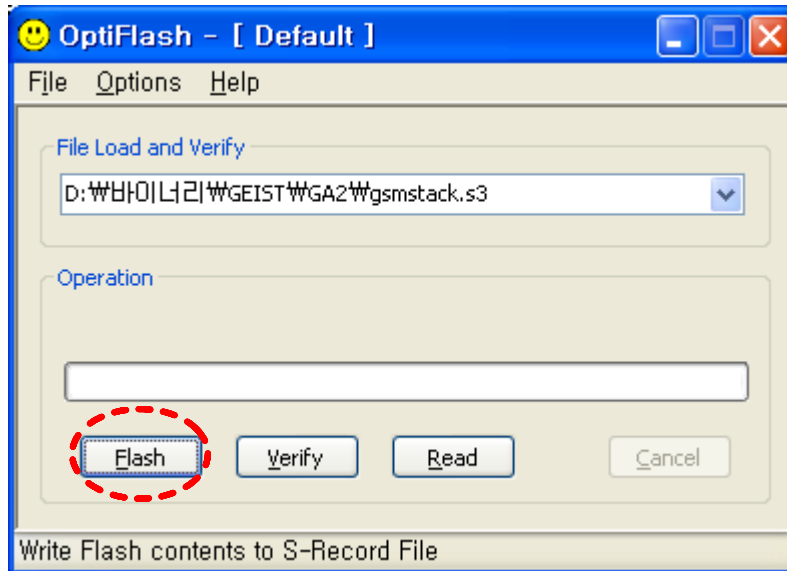 OptiFlash - [ Default ]
File Options Help
File Load and Verify
D:₩바이너리₩GEIST₩GA2₩gsmstack.s3
Operation
Flash Verify Read Cancel
Write Flash contents to S-Record File